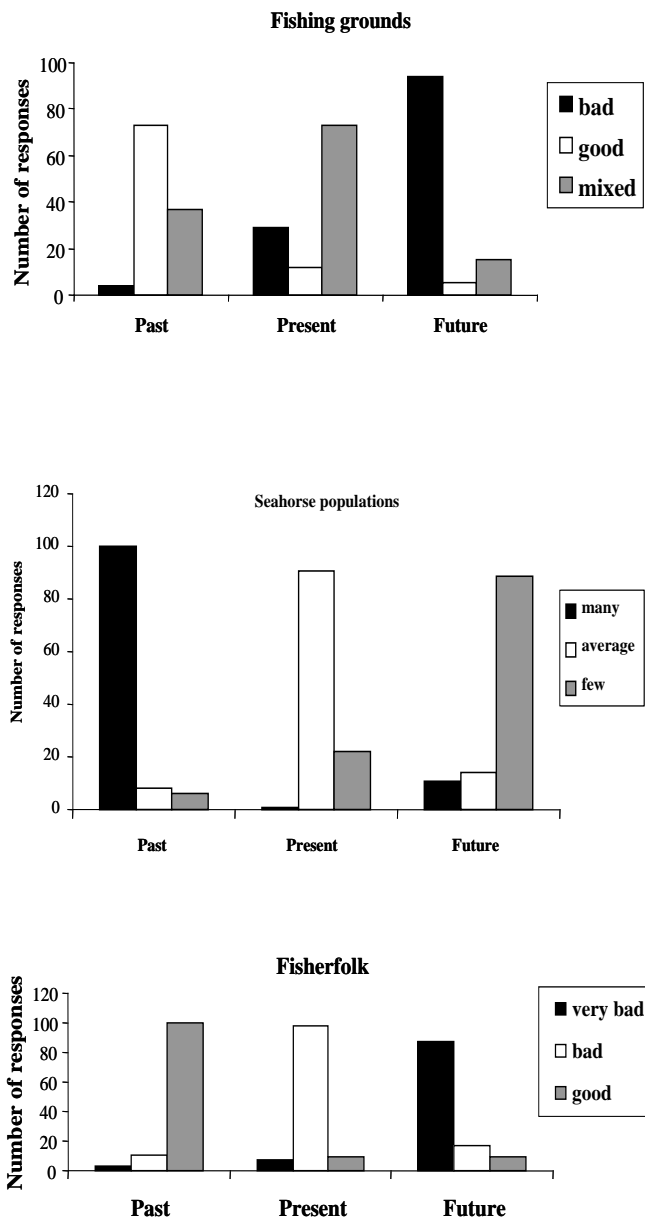 Fishing grounds
Number of responses
100
80
60
40
20
0
Past Present Future
bad
good
mixed
Seahorse populations
Number of responses
120
100
80
60
40
20
0
Past Present Future
many
average
few
Fisherfolk
Number of responses
120
100
80
60
40
20
0
Past Present Future
very bad
bad
good